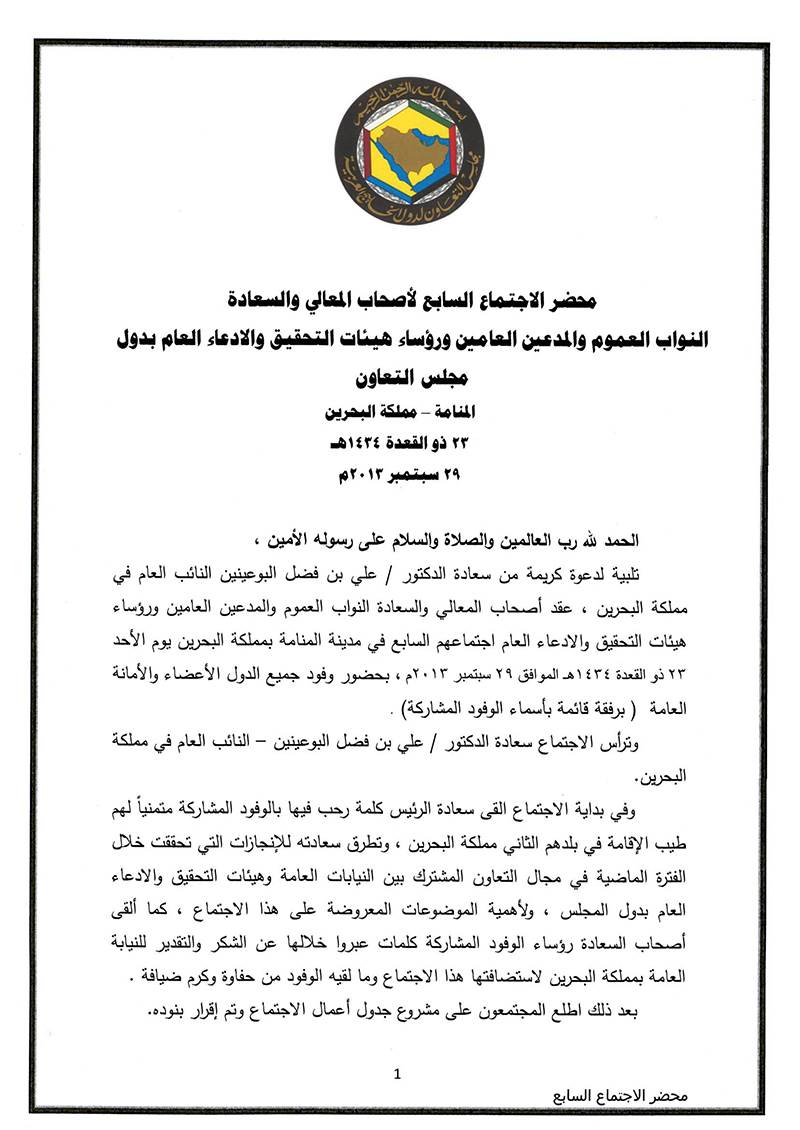 بسم الله الرحمن الرحيم
مجلس التعاون لدول الخليج العربية
محضر الاجتماع السابع لأصحاب المعالي والسعادة
النواب العموم والمدعين العامين ورؤساء هيئات التحقيق والادعاء العام بدول
مجلس التعاون
المنامة – مملكة البحرين
٢٣ ذو القعدة ١٤٣٤هـ
٢٩ سبتمبر ٢٠١٣م
الحمد لله رب العالمين والصلاة والسلام على رسوله الأمين ،
تلبية لدعوة كريمة من سعادة الدكتور / علي بن فضل البوعينين النائب العام في
مملكة البحرين ، عقد أصحاب المعالي والسعادة النواب العموم والمدعين العامين ورؤساء
هيئات التحقيق والادعاء العام اجتماعهم السابع في مدينة المنامة بمملكة البحرين يوم الأحد
٢٣ ذو القعدة ١٤٣٤هـ الموافق ٢٩ سبتمبر ٢٠١٣م ، بحضور وفود جميع الدول الأعضاء والأمانة
العامة ( برفقة قائمة بأسماء الوفود المشاركة) .
وترأس الاجتماع سعادة الدكتور / علي بن فضل البوعينين – النائب العام في مملكة
البحرين.
وفي بداية الاجتماع القى سعادة الرئيس كلمة رحب فيها بالوفود المشاركة متمنياً لهم
طيب الإقامة في بلدهم الثاني مملكة البحرين ، وتطرق سعادته للإنجازات التي تحققت خلال
الفترة الماضية في مجال التعاون المشترك بين النيابات العامة وهيئات التحقيق والادعاء
العام بدول المجلس ، ولأهمية الموضوعات المعروضة على هذا الاجتماع ، كما ألقى
أصحاب السعادة رؤساء الوفود المشاركة كلمات عبروا خلالها عن الشكر والتقدير للنيابة
العامة بمملكة البحرين لاستضافتها هذا الاجتماع وما لقيه الوفود من حفاوة وكرم ضيافة .
بعد ذلك اطلع المجتمعون على مشروع جدول أعمال الاجتماع وتم إقرار بنوده.
1
محضر الاجتماع السابع